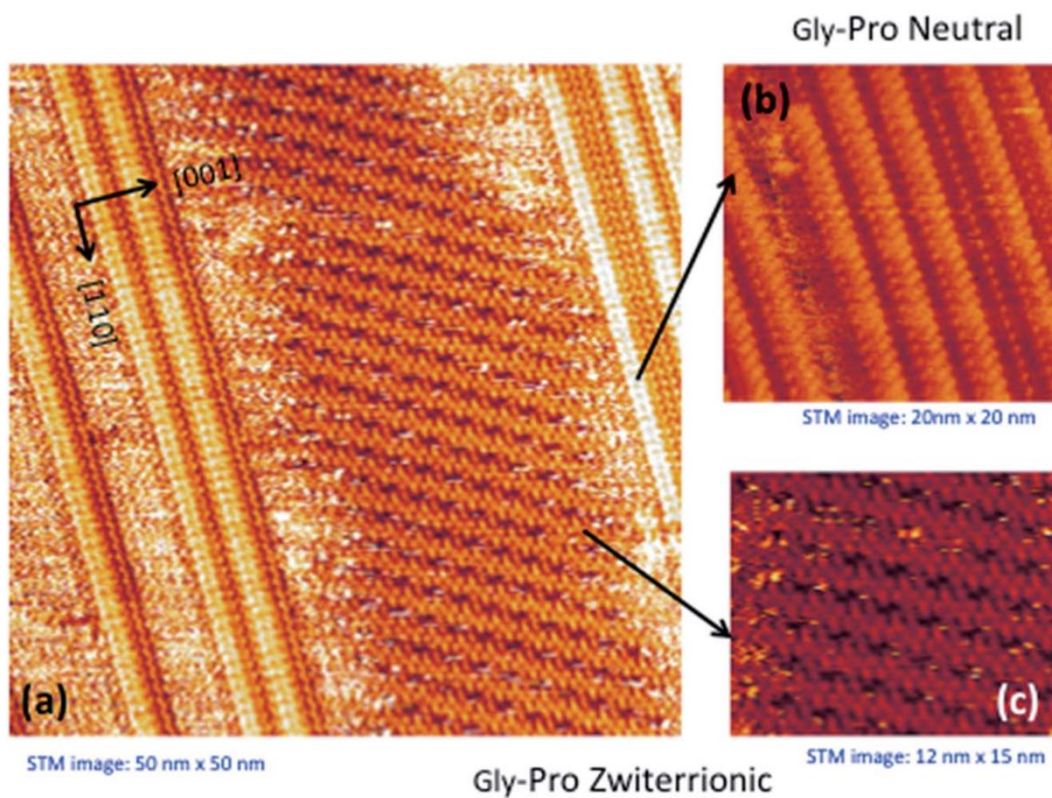 Gly-Pro Neutral
(b)
[001]
[110]
STM image: 20nm x 20 nm
(a)
(c)
STM image: 50 nm x 50 nm
STM image: 12 nm x 15 nm
Gly-Pro Zwiterrionic